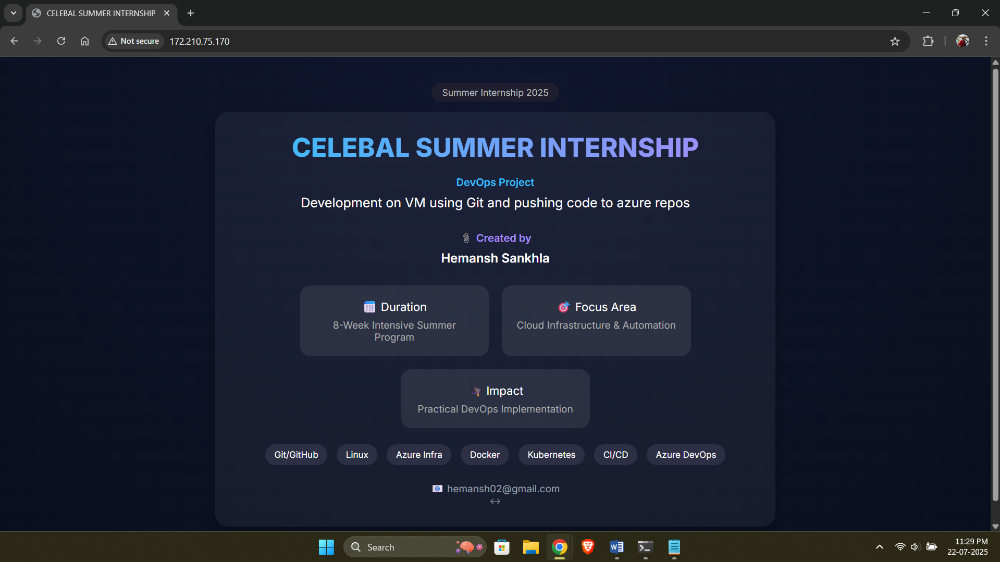 CELEBAL SUMMER INTERNSHIP
Not secure
172.210.75.170
Summer Internship 2025
CELEBAL SUMMER INTERNSHIP
DevOps Project
Development on VM using Git and pushing code to azure repos
Created by
Hemansh Sankhla
Duration
8-Week Intensive Summer
Program
Focus Area
Cloud Infrastructure & Automation
Impact
Practical DevOps Implementation
Git/GitHub
Linux
Azure Infra
Docker
Kubernetes
CI/CD
Azure DevOps
hemansh02@gmail.com
Search
11:29 PM
22-07-2025